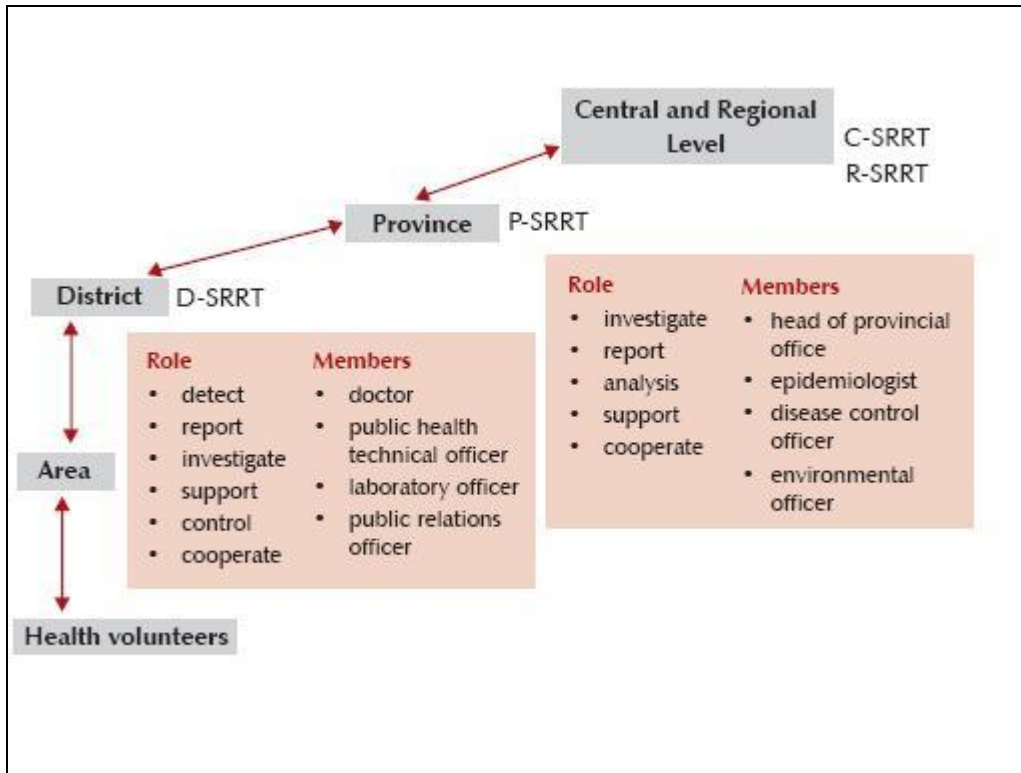 Central and Regional
Level
C-SRRT
R-SRRT
Province
P-SRRT
District
D-SRRT
Role
• detect
• report
• investigate
• support
• control
• cooperate
Members
• doctor
• public health
technical officer
• laboratory officer
• public relations
officer
Role
• investigate
• report
• analysis
• support
• cooperate
Members
• head of provincial
office
• epidemiologist
• disease control
officer
• environmental
officer
Area
Health volunteers